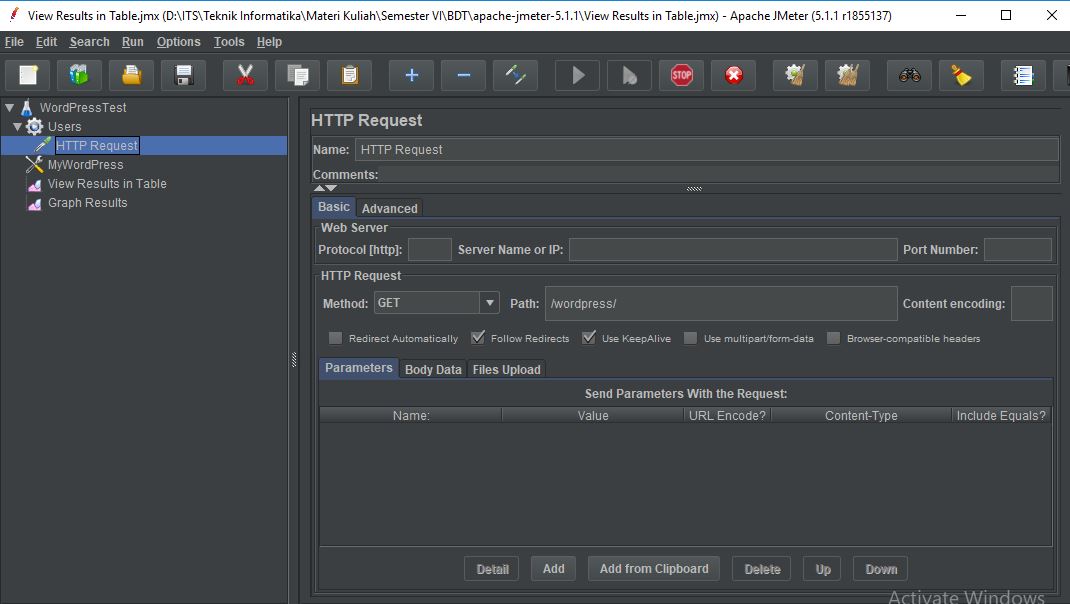 View Results in Table.jmx (D:\ITS\Teknik Informatika\Materi Kuliah\Semester VI\BDT\apache-jmeter-5.1.1\View Results in Table.jmx) - Apache JMeter (5.1.1 r1855137)
File Edit Search Run Options Tools Help
STOP
WordPressTest
Users
HTTP Request
MyWordPress
View Results in Table
Graph Results
HTTP Request
Name: HTTP Request
Comments:
Basic Advanced
Web Server
Protocol [http]: Server Name or IP: Port Number:
HTTP Request
Method: GET Path: /wordpress/ Content encoding:
Redirect Automatically Follow Redirects Use KeepAlive Use multipart/form-data Browser-compatible headers
Parameters Body Data Files Upload
Send Parameters With the Request:
Name: Value URL Encode? Content-Type Include Equals?
Detail Add Add from Clipboard Delete Up Down
Activate Windows